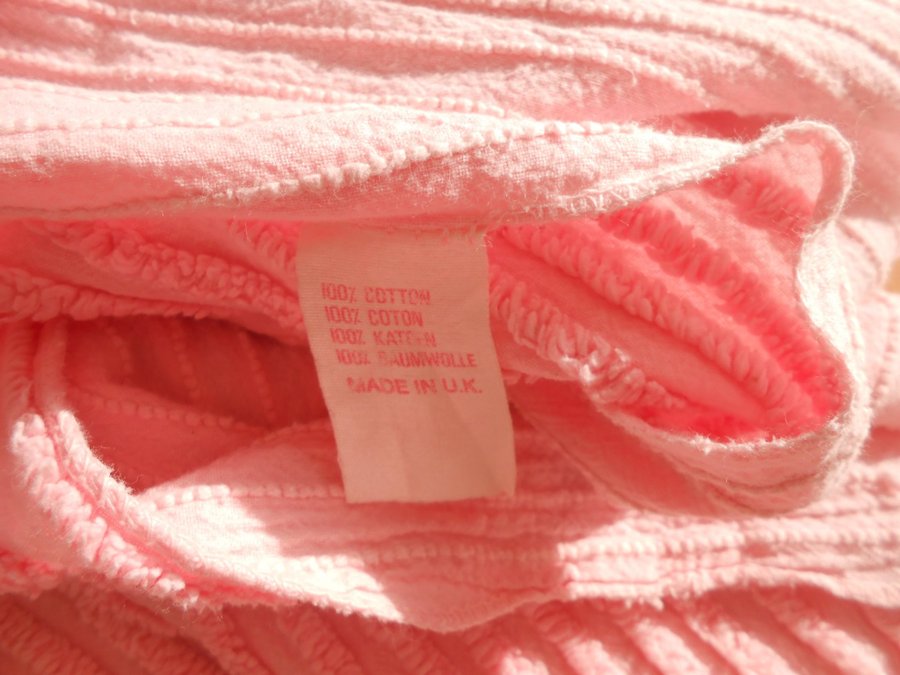 100% COTTON
100% COTON
100% KATOEN
100% BAUMWOLLE
MADE IN U.K.